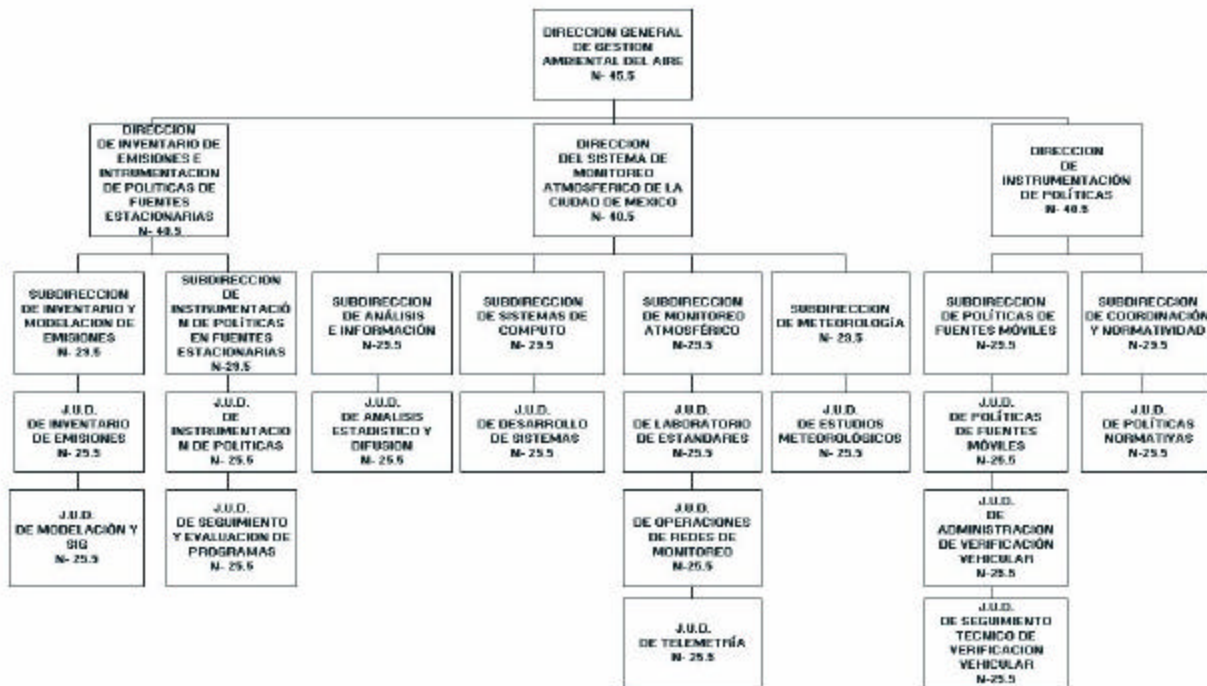 DIRECCION GENERAL
DE GESTION
AMBIENTAL DEL AIRE
N- 45.5
DIRECCION
DE INVENTARIO DE
EMISIONES E
INTRUMENTACION
DE POLITICAS DE
FUENTES
ESTACIONARIAS
N- 40.5
DIRECCION
DEL SISTEMA DE
MONITOREO
ATMOSFERICO DE LA
CIUDAD DE MEXICO
N- 40.5
DIRECCION
DE
INSTRUMENTACIÓN
DE POLÍTICAS
N- 40.5
SUBDIRECCION
DE INVENTARIO Y
MODELACION DE
EMISIONES
N- 29.5
SUBDIRECCION
DE
INSTRUMENTACIÓ
N DE POLÍTICAS
EN FUENTES
ESTACIONARIAS
N-29.5
SUBDIRECCION
DE ANÁLISIS
E INFORMACIÓN
N-29.5
SUBDIRECCION
DE SISTEMAS DE
COMPUTO
N- 29.5
SUBDIRECCION
DE MONITOREO
ATMOSFÉRICO
N-29.5
SUBDIRECCION
DE METEOROLOGÍA
N- 29.5
SUBDIRECCION
DE POLÍTICAS DE
FUENTES MÓVILES
N-29.5
SUBDIRECCION
DE COORDINACIÓN
Y NORMATIVIDAD
N-29.5
J.U.D.
DE INVENTARIO
DE EMISIONES
N- 25.5
J.U.D.
DE
INSTRUMENTACIÓ
N DE POLITICAS
N- 25.5
J.U.D.
DE ANALISIS
ESTADISTICO Y
DIFUSION
N- 25.5
J.U.D.
DE DESARROLLO
DE SISTEMAS
N- 25.5
J.U.D.
DE LABORATORIO
DE ESTANDARES
N-25.5
J.U.D.
DE ESTUDIOS
METEOROLÓGICOS
N- 25.5
J.U.D.
DE POLÍTICAS
DE FUENTES
MÓVILES
N-25.5
J.U.D.
DE POLÍTICAS
NORMATIVAS
N-25.5
J.U.D.
DE MODELACIÓN Y
SIG
N- 25.5
J.U.D.
DE SEGUIMIENTO
Y EVALUACION DE
PROGRAMAS
N- 25.5
J.U.D.
DE OPERACIONES
DE REDES DE
MONITOREO
N-25.5
J.U.D.
DE
ADMINISTRACION
DE VERIFICACIÓN
VEHICULAR
N-25.5
J.U.D.
DE TELEMETRÍA
N- 25.5
J.U.D.
DE SEGUIMIENTO
TECNICO DE
VERIFICACION
VEHICULAR
N-25.5